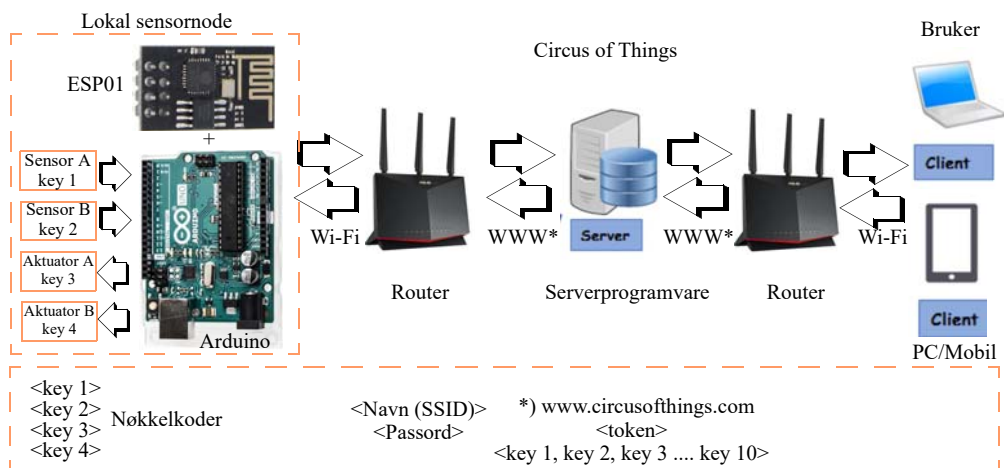 Lokal sensornode
Circus of Things
Bruker
ESP01
+
Sensor A
key 1
Sensor B
key 2
Aktuator A
key 3
Aktuator B
key 4
ARDUINO
UNO
Arduino
Wi-Fi
Router
WWW*
Server
Serverprogramvare
WWW*
Router
Wi-Fi
Client
Client
PC/Mobil
<key 1>
<key 2>
<key 3>
<key 4>
Nøkkelkoder
<Navn (SSID)>
<Passord>
*) www.circusofthings.com
<token>
<key 1, key 2, key 3 .... key 10>